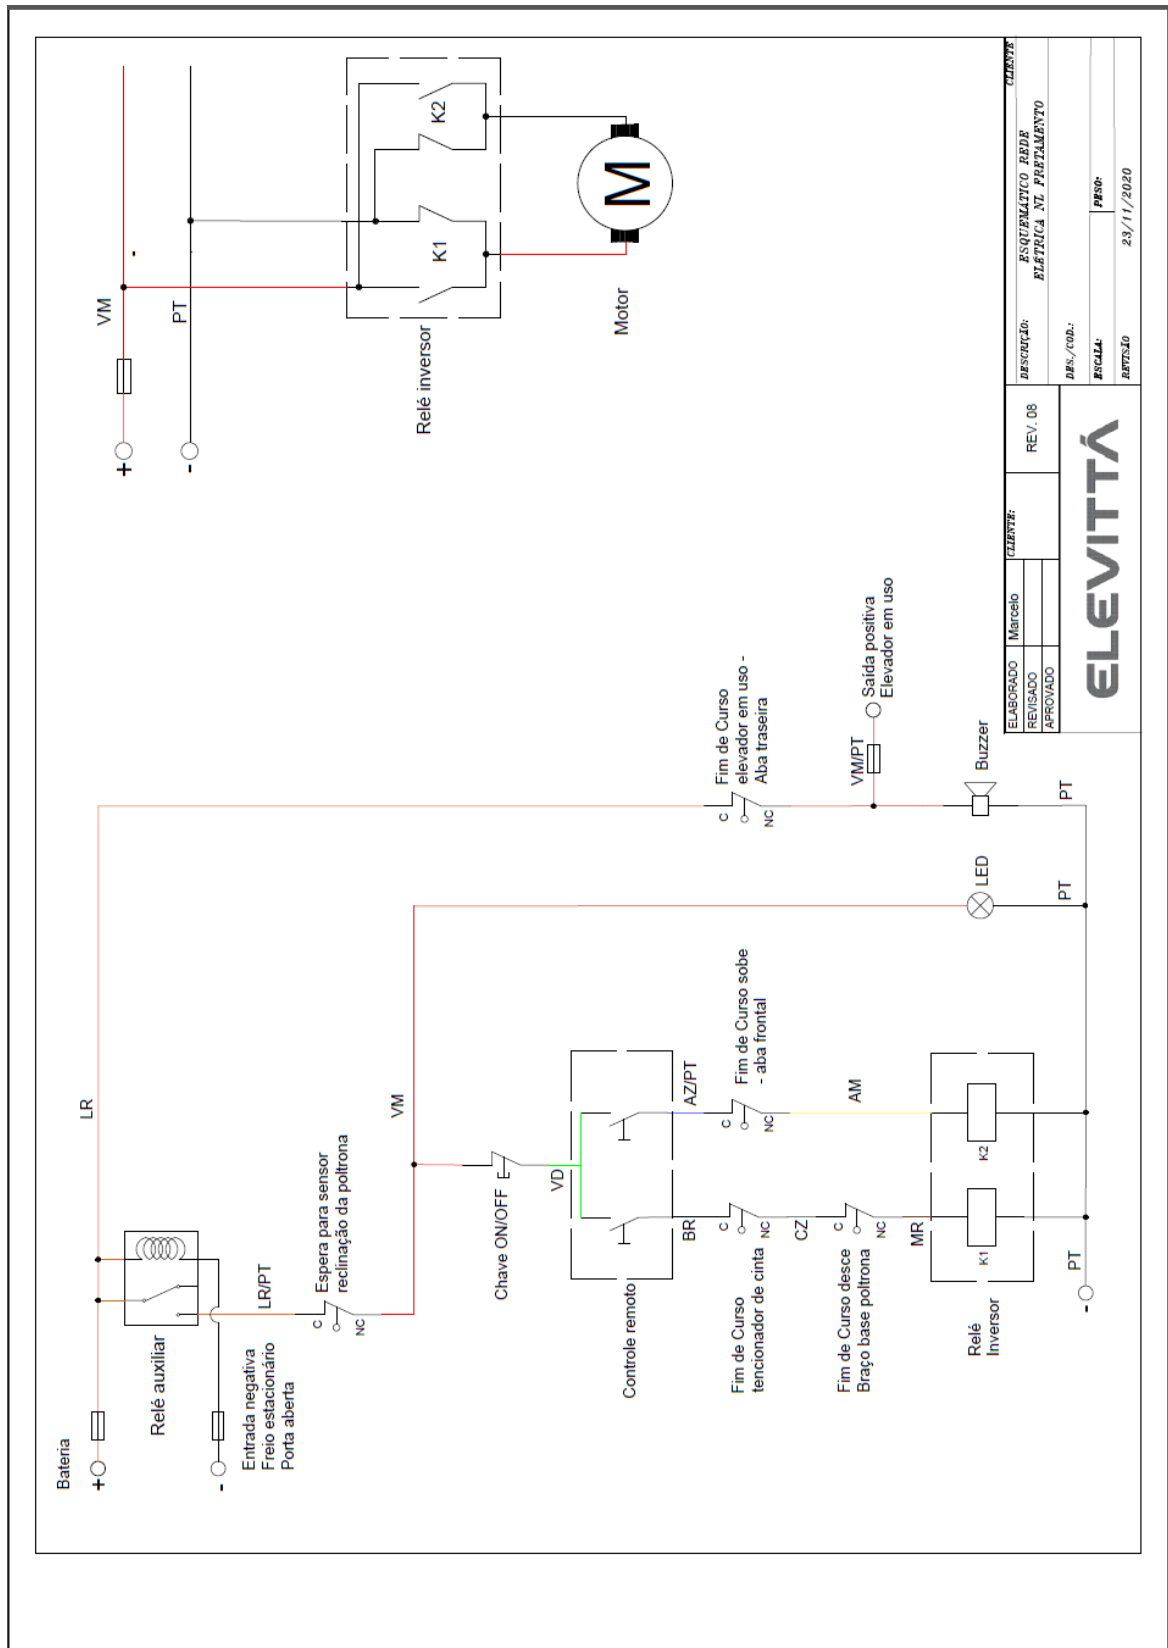 Bateria
+
-
Relé auxiliar
Entrada negativa
Freio estacionário
Porta aberta
LR
LR/PT
Espera para sensor
reclinação da poltrona
C
NC
VM
Chave ON/OFF
VD
Controle remoto
BR
AZ/PT
C
NC
Fim de Curso
tencionador de cinta
CZ
C
NC
Fim de Curso desce
Braço base poltrona
MR
C
NC
Fim de Curso sobe
- aba frontal
AM
K1
K2
Relé
Inversor
PT
-
LED
PT
C
NC
Fim de Curso
elevador em uso -
Aba traseira
VM/PT
Saída positiva
Elevador em uso
Buzzer
PT
+
-
VM
PT
-
Relé inversor
K1
K2
M
Motor
ELABORADO
Marcelo
REVISADO
APROVADO
CLIENTE:
REV. 08
ELEVITTÁ
CLIENTE
DESCRIÇÃO:
ESQUEMÁTICO REDE
ELÉTRICA NL FRETAMENTO
DES./COD.:
ESCALA:
PESO:
REVISÃO
23/11/2020